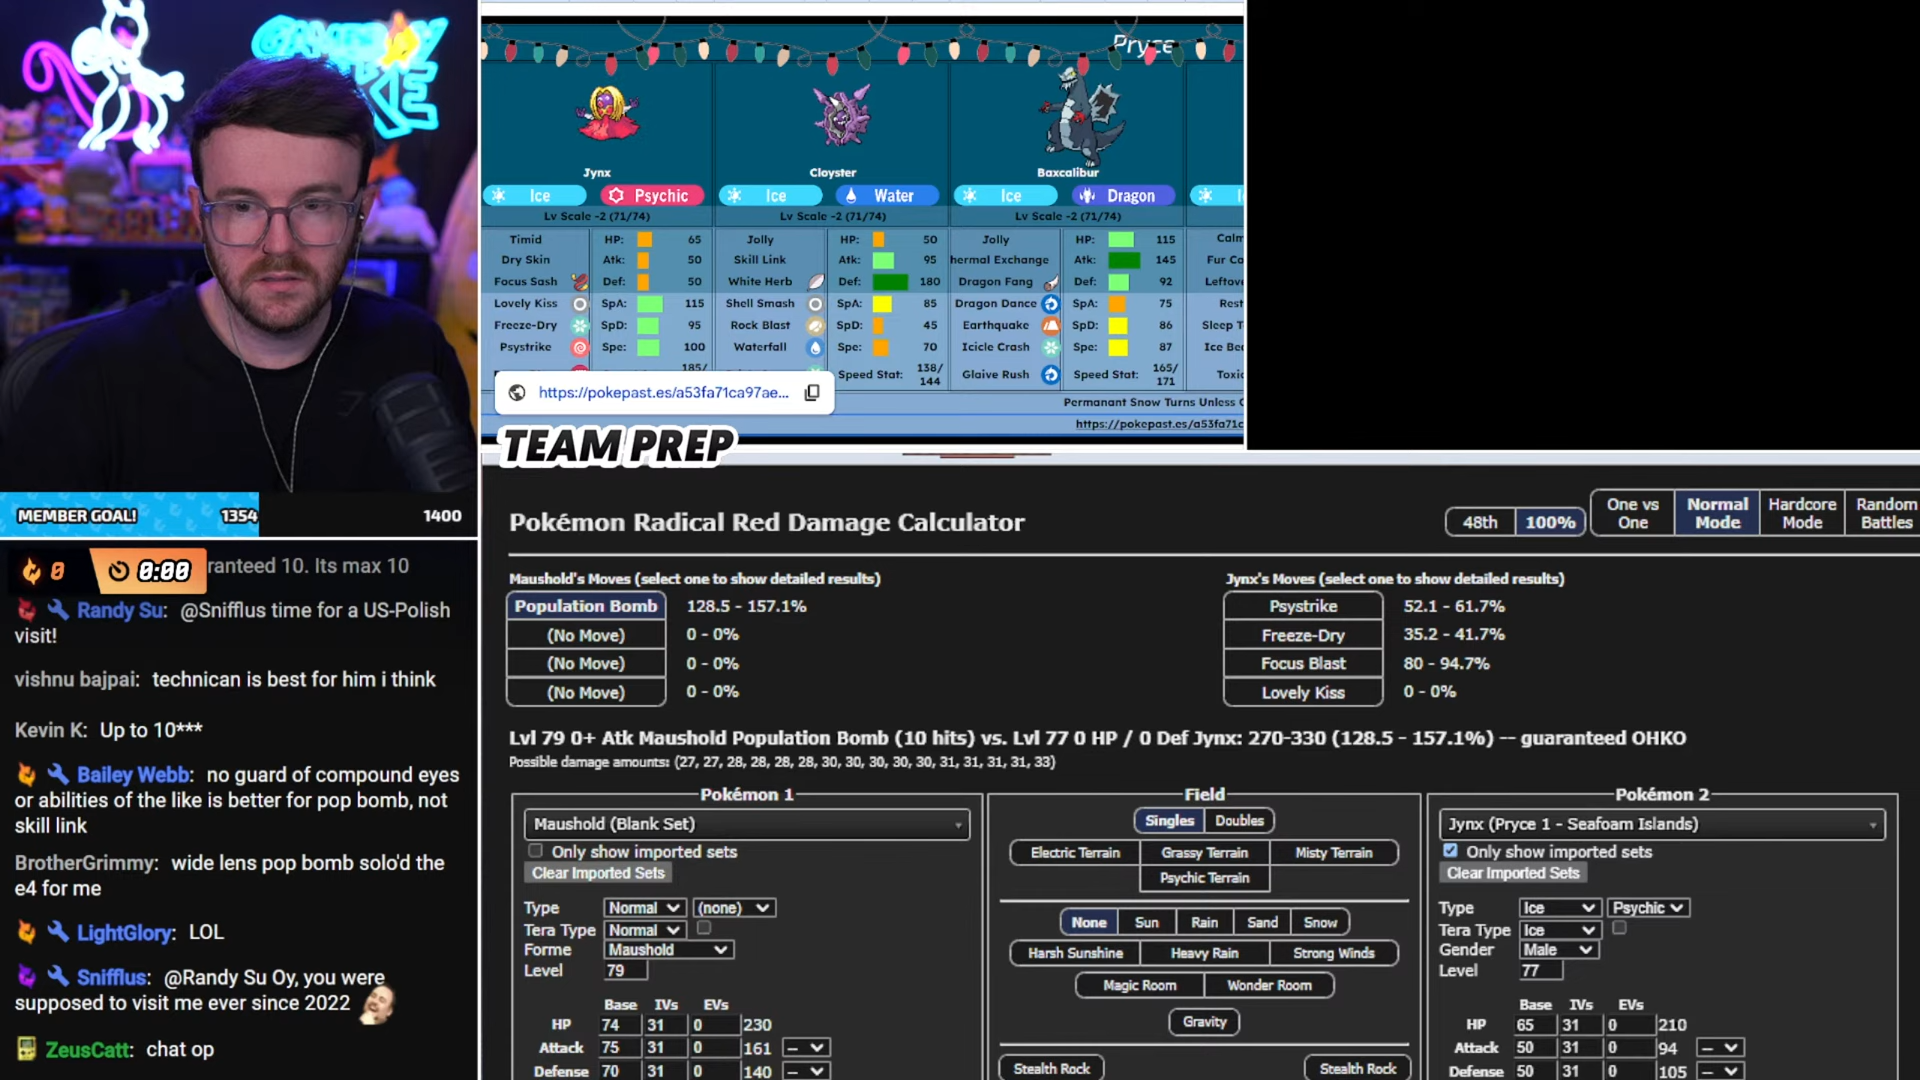 Pryce
Jynx
Cloyster
Baxcalibur
Ice Psychic Ice Water Ice Dragon
Lv Scale -2 (71/74) Lv Scale -2 (71/74) Lv Scale -2 (71/74)
Timid HP: 65 Jolly HP: 50 Jolly HP: 115 Calm
Dry Skin Atk: 50 Skill Link Atk: 95 hermal Exchange Atk: 145 Fur Co
Focus Sash Def: 50 White Herb Def: 180 Dragon Fang Def: 92 Leftov
Lovely Kiss SpA: 115 Shell Smash SpA: 85 Dragon Dance SpA: 75 Rest
Freeze-Dry SpD: 95 Rock Blast SpD: 45 Earthquake SpD: 86 Sleep T
Psystrike Spe: 100 Waterfall Spe: 70 Icicle Crash Spe: 87 Ice Be
185/ Speed Stat: 138/144 Glaive Rush Speed Stat: 165/171 Toxic
https://pokepast.es/a53fa71ca97ae...
Permanant Snow Turns Unless C
https://pokepast.es/a53fa71c
TEAM PREP
MEMBER GOAL! 1354 1400
0 0:00 ranteed 10. Its max 10
Randy Su: @Snifflus time for a US-Polish
visit!
vishnu bajpai: technican is best for him i think
Kevin K: Up to 10***
Bailey Webb: no guard of compound eyes
or abilities of the like is better for pop bomb, not
skill link
BrotherGrimmy: wide lens pop bomb solo'd the
e4 for me
LightGlory: LOL
Snifflus: @Randy Su Oy, you were
supposed to visit me ever since 2022
ZeusCatt: chat op
Pokémon Radical Red Damage Calculator
48th 100% One vs One Normal Mode Hardcore Mode Random Battles
Maushold's Moves (select one to show detailed results)
Population Bomb 128.5 - 157.1%
(No Move) 0 - 0%
(No Move) 0 - 0%
(No Move) 0 - 0%
Jynx's Moves (select one to show detailed results)
Psystrike 52.1 - 61.7%
Freeze-Dry 35.2 - 41.7%
Focus Blast 80 - 94.7%
Lovely Kiss 0 - 0%
Lvl 79 0+ Atk Maushold Population Bomb (10 hits) vs. Lvl 77 0 HP / 0 Def Jynx: 270-330 (128.5 - 157.1%) -- guaranteed OHKO
Possible damage amounts: (27, 27, 28, 28, 28, 28, 30, 30, 30, 30, 30, 31, 31, 31, 31, 33)
Pokémon 1
Maushold (Blank Set)
Only show imported sets
Clear Imported Sets
Type Normal (none)
Tera Type Normal
Forme Maushold
Level 79
Base IVs EVs
HP 74 31 0 230
Attack 75 31 0 161 --
Defense 70 31 0 140 --
Field
Singles Doubles
Electric Terrain Grassy Terrain Misty Terrain
Psychic Terrain
None Sun Rain Sand Snow
Harsh Sunshine Heavy Rain Strong Winds
Magic Room Wonder Room
Gravity
Stealth Rock Stealth Rock
Pokémon 2
Jynx (Pryce 1 - Seafoam Islands)
Only show imported sets
Clear Imported Sets
Type Ice Psychic
Tera Type Ice
Gender Male
Level 77
Base IVs EVs
HP 65 31 0 210
Attack 50 31 0 94 --
Defense 50 31 0 105 --